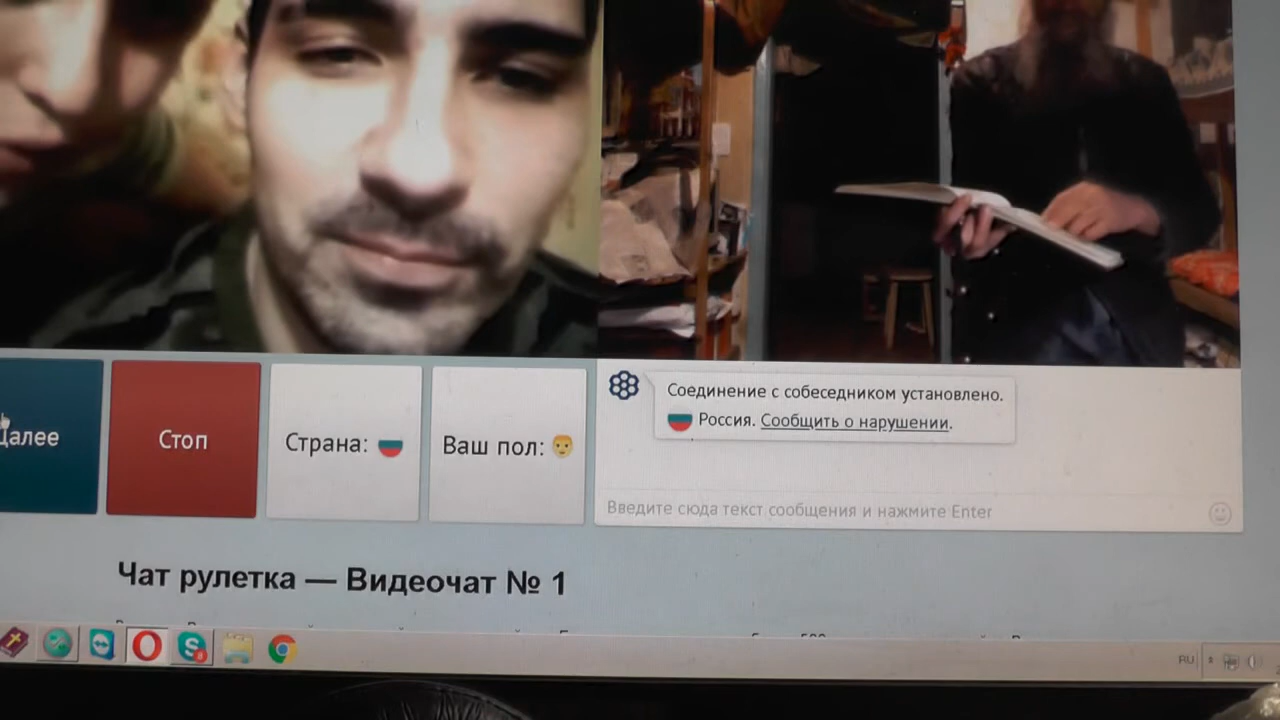 Далее
Стоп
Страна:
Ваш пол:
Соединение с собеседником установлено.
Россия. Сообщить о нарушении.
Введите сюда текст сообщения и нажмите Enter
Чат рулетка — Видеочат № 1
RU